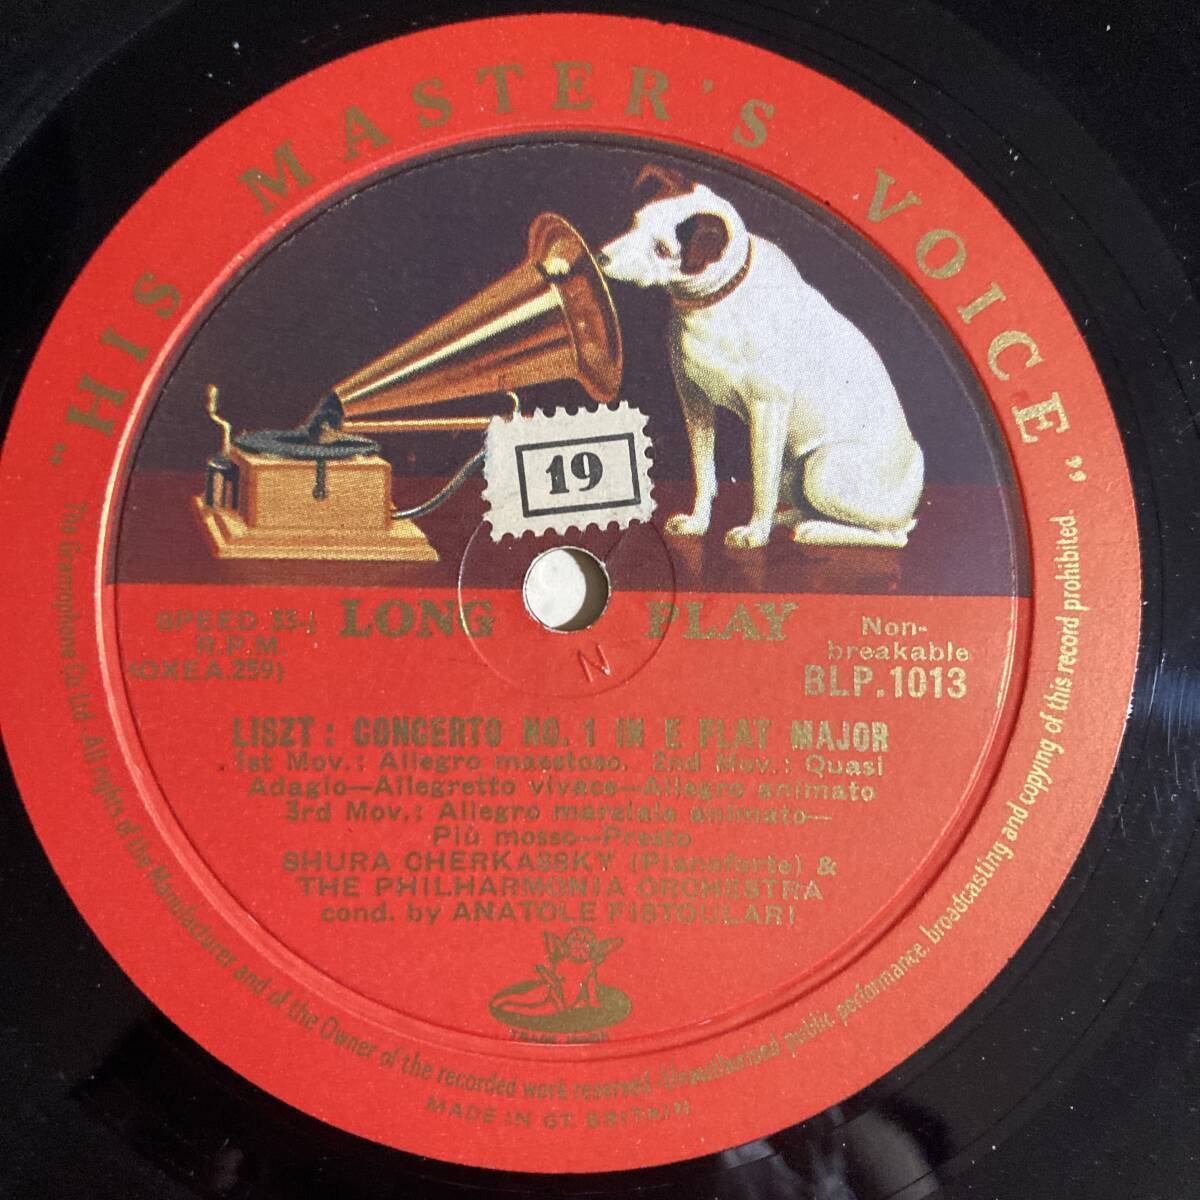 "HIS MASTER'S VOICE"
19
LONG PLAY
SPEED 33-⅓
R.P.M.
(OXEA.259)
Non-
breakable
BLP.1013
N
LISZT: CONCERTO NO. 1 IN E FLAT MAJOR
1st Mov.: Allegro maestoso. 2nd Mov.: Quasi
Adagio—Allegretto vivace—Allegro animato
3rd Mov.: Allegro marziale animato—
Più mosso—Presto
SHURA CHERKASSKY (Pianoforte) &
THE PHILHARMONIA ORCHESTRA
cond. by ANATOLE FISTOULARI
TRADE MARK
The Gramophone Co. Ltd. All rights of the Manufacturer and of the Owner of the recorded work reserved. Unauthorised public performance, broadcasting and copying of this record prohibited.
MADE IN GT. BRITAIN